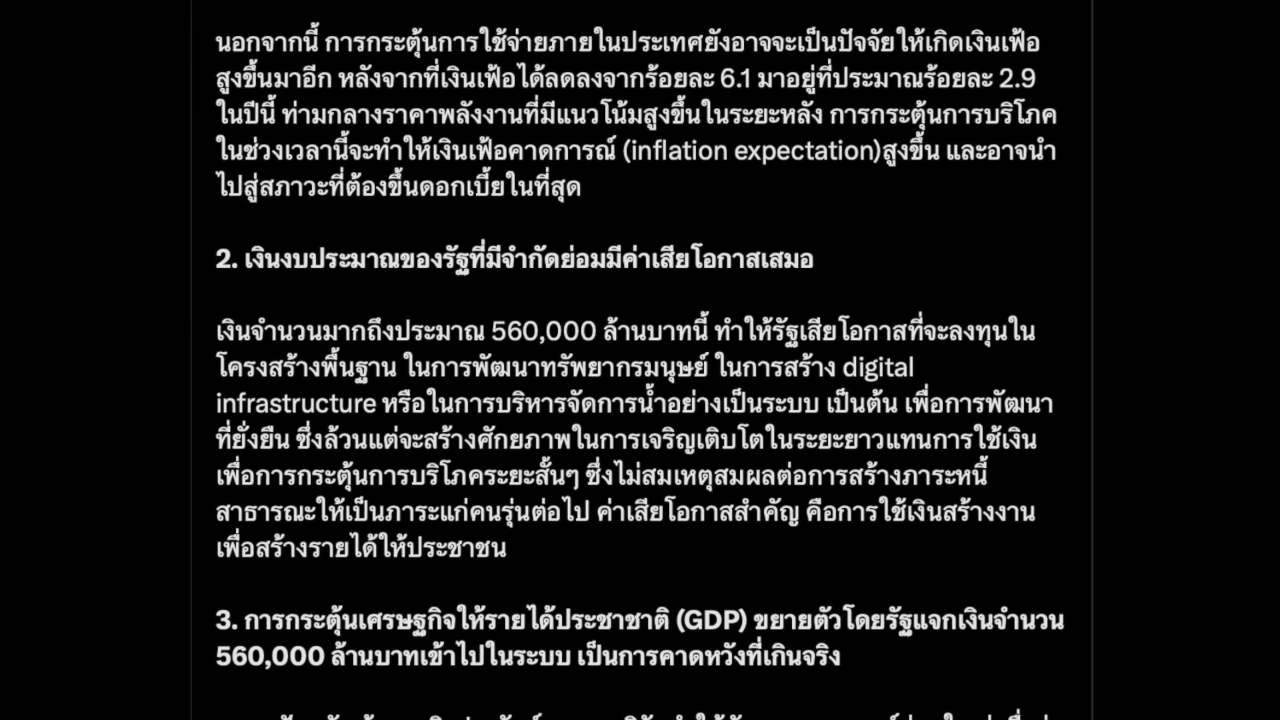 นอกจากนี้ การกระตุ้นการใช้จ่ายภายในประเทศยังอาจจะเป็นปัจจัยให้เกิดเงินเฟ้อ
สูงขึ้นมาอีก หลังจากที่เงินเฟ้อได้ลดลงจากร้อยละ 6.1 มาอยู่ที่ประมาณร้อยละ 2.9
ในปีนี้ ท่ามกลางราคาพลังงานที่มีแนวโน้มสูงขึ้นในระยะหลัง การกระตุ้นการบริโภค
ในช่วงเวลานี้จะทำให้เงินเฟ้อคาดการณ์ (inflation expectation)สูงขึ้น และอาจนำ
ไปสู่สภาวะที่ต้องขึ้นดอกเบี้ยในที่สุด
2. เงินงบประมาณของรัฐที่มีจำกัดย่อมมีค่าเสียโอกาสเสมอ
เงินจำนวนมากถึงประมาณ 560,000 ล้านบาทนี้ ทำให้รัฐเสียโอกาสที่จะลงทุนใน
โครงสร้างพื้นฐาน ในการพัฒนาทรัพยากรมนุษย์ ในการสร้าง digital
infrastructure หรือในการบริหารจัดการน้ำอย่างเป็นระบบ เป็นต้น เพื่อการพัฒนา
ที่ยั่งยืน ซึ่งล้วนแต่จะสร้างศักยภาพในการเจริญเติบโตในระยะยาวแทนการใช้เงิน
เพื่อการกระตุ้นการบริโภคระยะสั้นๆ ซึ่งไม่สมเหตุสมผลต่อการสร้างภาระหนี้
สาธารณะให้เป็นภาระแก่คนรุ่นต่อไป ค่าเสียโอกาสสำคัญ คือการใช้เงินสร้างงาน
เพื่อสร้างรายได้ให้ประชาชน
3. การกระตุ้นเศรษฐกิจให้รายได้ประชาชาติ (GDP) ขยายตัวโดยรัฐแจกเงินจำนวน
560,000 ล้านบาทเข้าไปในระบบ เป็นการคาดหวังที่เกินจริง